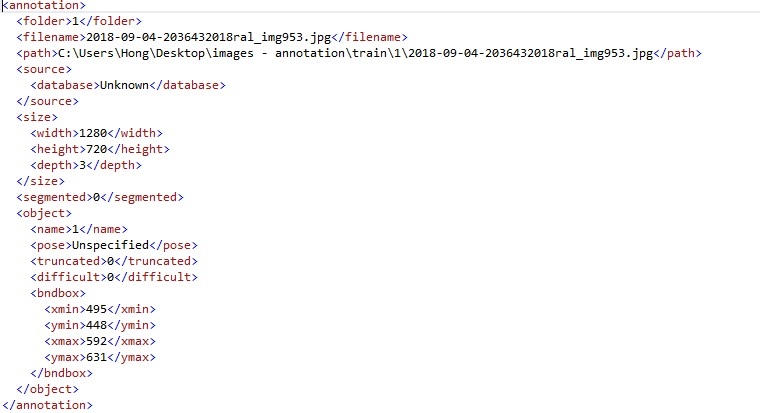 <annotation>
<folder>1</folder>
<filename>2018-09-04-2036432018ral_img953.jpg</filename>
<path>C:\Users\Hong\Desktop\images - annotation\train\1\2018-09-04-2036432018ral_img953.jpg</path>
<source>
<database>Unknown</database>
</source>
<size>
<width>1280</width>
<height>720</height>
<depth>3</depth>
</size>
<segmented>0</segmented>
<object>
<name>1</name>
<pose>Unspecified</pose>
<truncated>0</truncated>
<difficult>0</difficult>
<bndbox>
<xmin>495</xmin>
<ymin>448</ymin>
<xmax>592</xmax>
<ymax>631</ymax>
</bndbox>
</object>
</annotation>